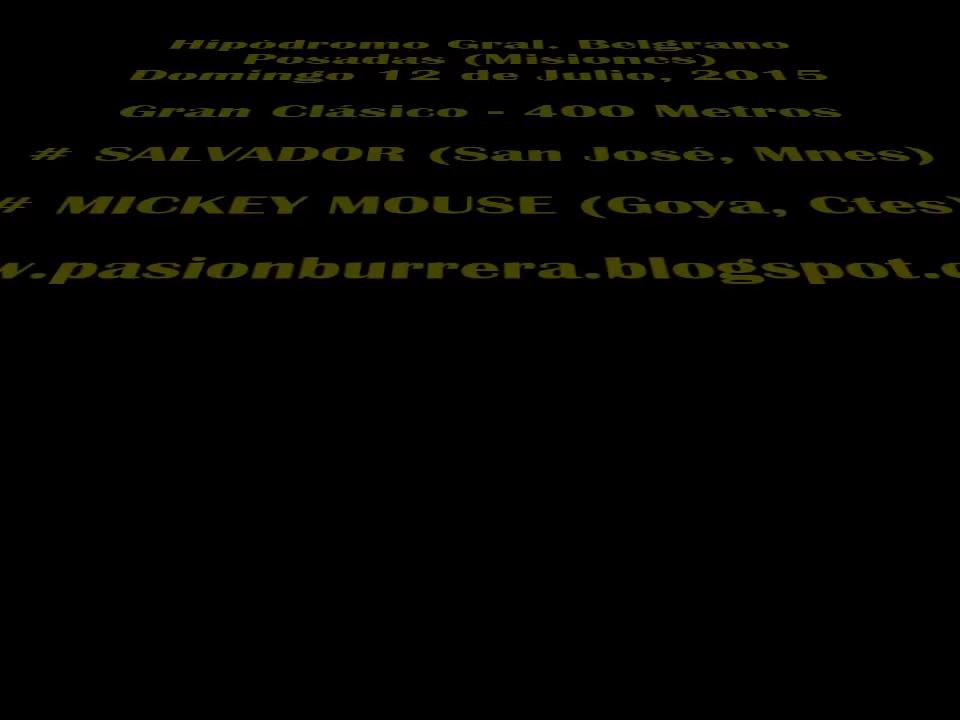 Hipódromo Gral. Belgrano
Posadas (Misiones)
Domingo 12 de Julio, 2015
Gran Clásico - 400 Metros
# SALVADOR (San José, Mnes)
# MICKEY MOUSE (Goya, Ctes)
w.pasionburrera.blogspot.c